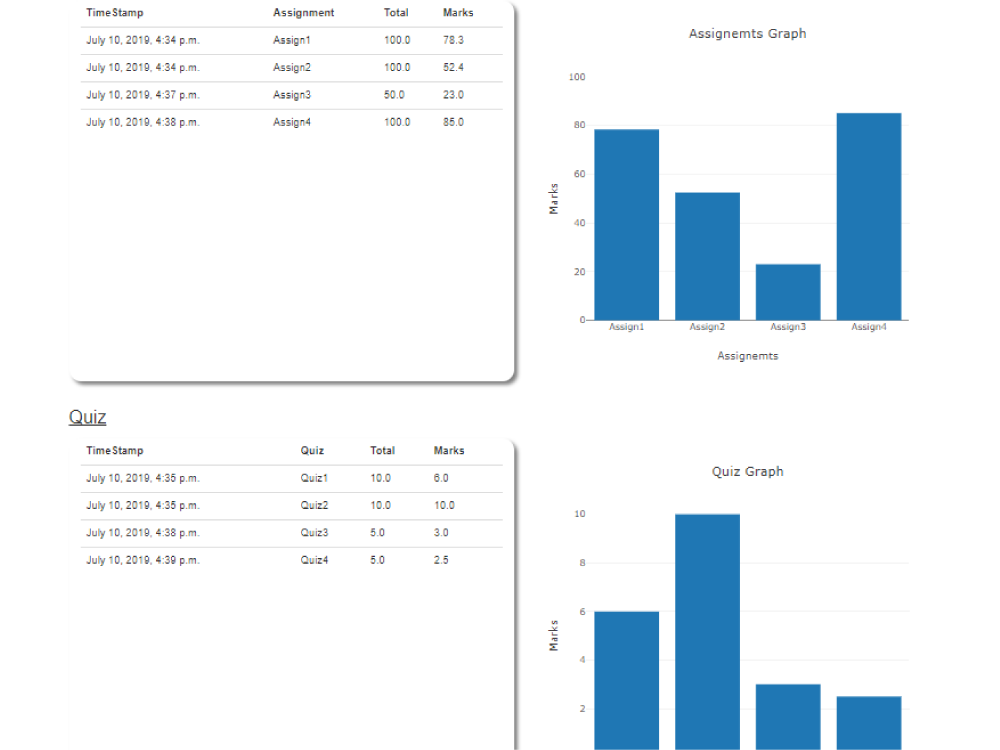 TimeStamp Assignment Total Marks
July 10, 2019, 4:34 p.m. Assign1 100.0 78.3
July 10, 2019, 4:34 p.m. Assign2 100.0 52.4
July 10, 2019, 4:37 p.m. Assign3 50.0 23.0
July 10, 2019, 4:38 p.m. Assign4 100.0 85.0
Assignemts Graph
100
80
60
40
20
0
Marks
Assign1 Assign2 Assign3 Assign4
Assignemts
Quiz
TimeStamp Quiz Total Marks
July 10, 2019, 4:35 p.m. Quiz1 10.0 6.0
July 10, 2019, 4:35 p.m. Quiz2 10.0 10.0
July 10, 2019, 4:38 p.m. Quiz3 5.0 3.0
July 10, 2019, 4:39 p.m. Quiz4 5.0 2.5
Quiz Graph
10
8
6
4
2
Marks